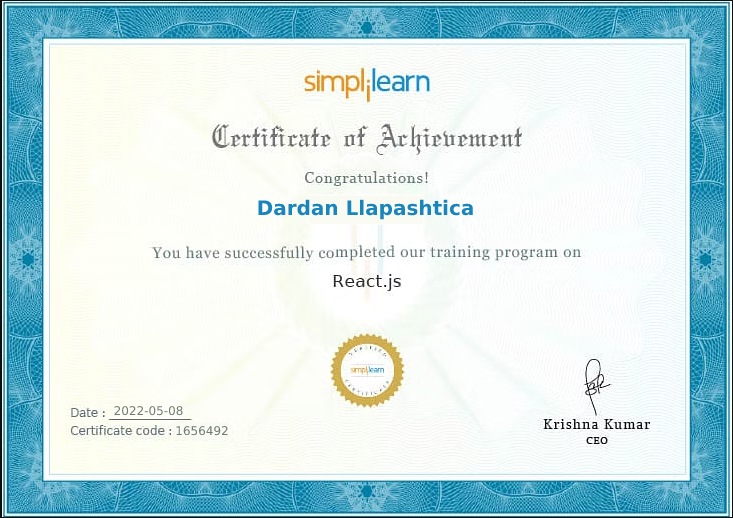 simplilearn
Certificate of Achievement
Congratulations!
Dardan Llapashtica
You have successfully completed our training program on
React.js
CERTIFIED
simplilearn
CERTIFICATE
Date : 2022-05-08
Certificate code : 1656492
Krishna Kumar
CEO